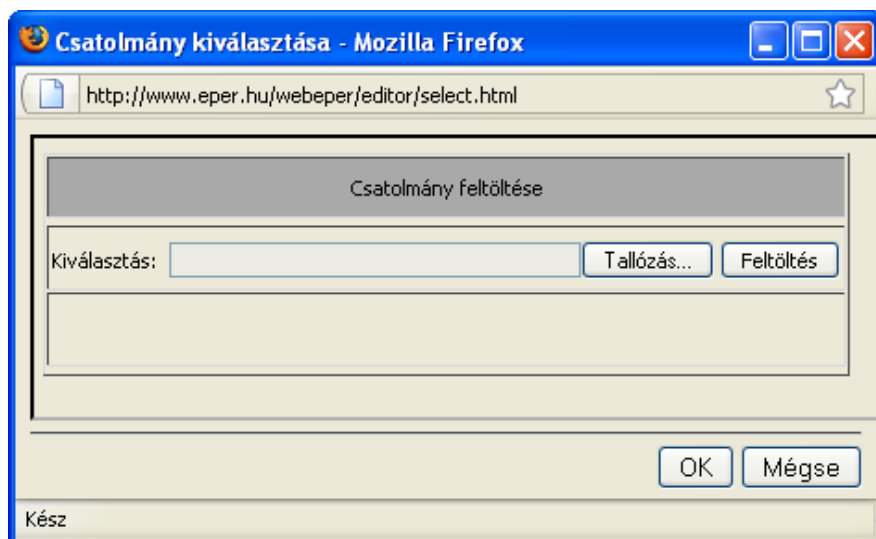 Csatolmány kiválasztása - Mozilla Firefox
http://www.eper.hu/webeper/editor/select.html
Csatolmány feltöltése
Kiválasztás: Tallózás... Feltöltés
OK Mégse
Kész